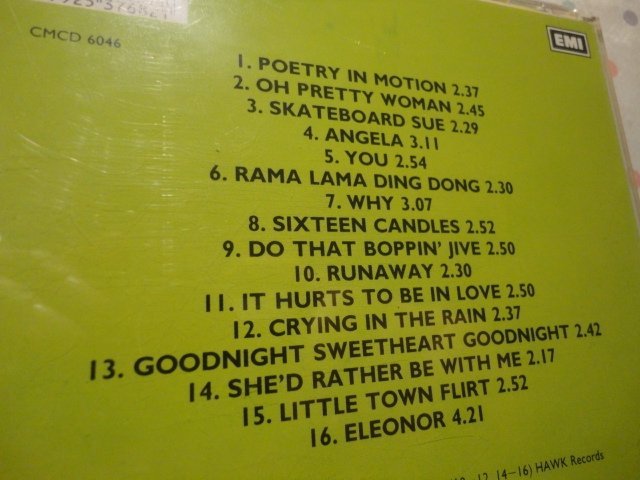 CMCD 6046
EMI
1. POETRY IN MOTION 2.37
2. OH PRETTY WOMAN 2.45
3. SKATEBOARD SUE 2.29
4. ANGELA 3.11
5. YOU 2.54
6. RAMA LAMA DING DONG 2.30
7. WHY 3.07
8. SIXTEEN CANDLES 2.52
9. DO THAT BOPPIN' JIVE 2.50
10. RUNAWAY 2.30
11. IT HURTS TO BE IN LOVE 2.50
12. CRYING IN THE RAIN 2.37
13. GOODNIGHT SWEETHEART GOODNIGHT 2.42
14. SHE'D RATHER BE WITH ME 2.17
15. LITTLE TOWN FLIRT 2.52
16. ELEONOR 4.21
12, 14–16) HAWK Records